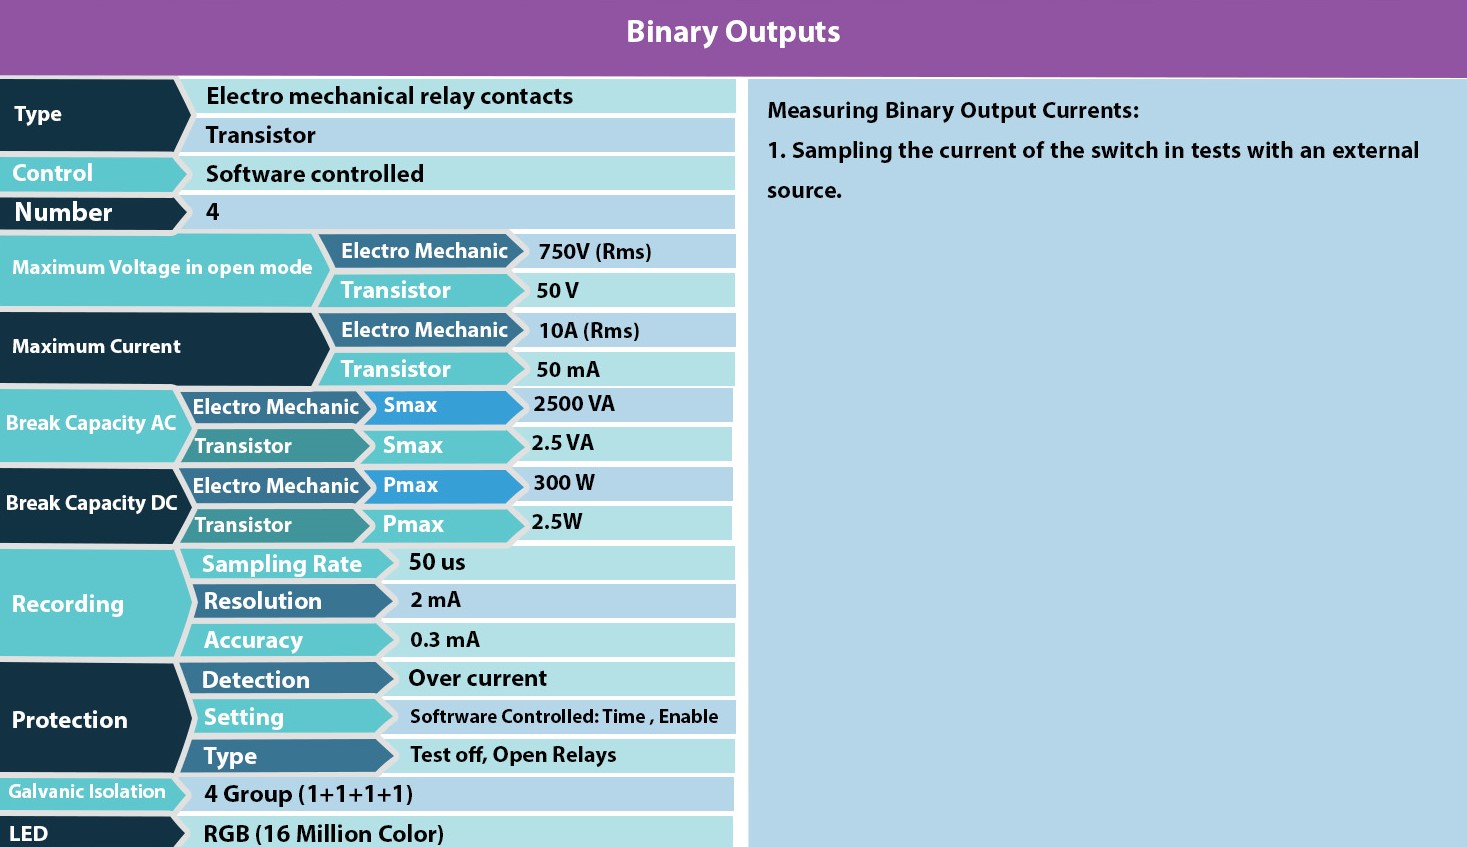 Binary Outputs
Type
Electro mechanical relay contacts
Transistor
Control
Software controlled
Number
4
Maximum Voltage in open mode
Electro Mechanic
750V (Rms)
Transistor
50 V
Maximum Current
Electro Mechanic
10A (Rms)
Transistor
50 mA
Break Capacity AC
Electro Mechanic
Smax
2500 VA
Transistor
Smax
2.5 VA
Break Capacity DC
Electro Mechanic
Pmax
300 W
Transistor
Pmax
2.5W
Recording
Sampling Rate
50 us
Resolution
2 mA
Accuracy
0.3 mA
Protection
Detection
Over current
Setting
Softrware Controlled: Time , Enable
Type
Test off, Open Relays
Galvanic Isolation
4 Group (1+1+1+1)
LED
RGB (16 Million Color)
Measuring Binary Output Currents:
1. Sampling the current of the switch in tests with an external
source.